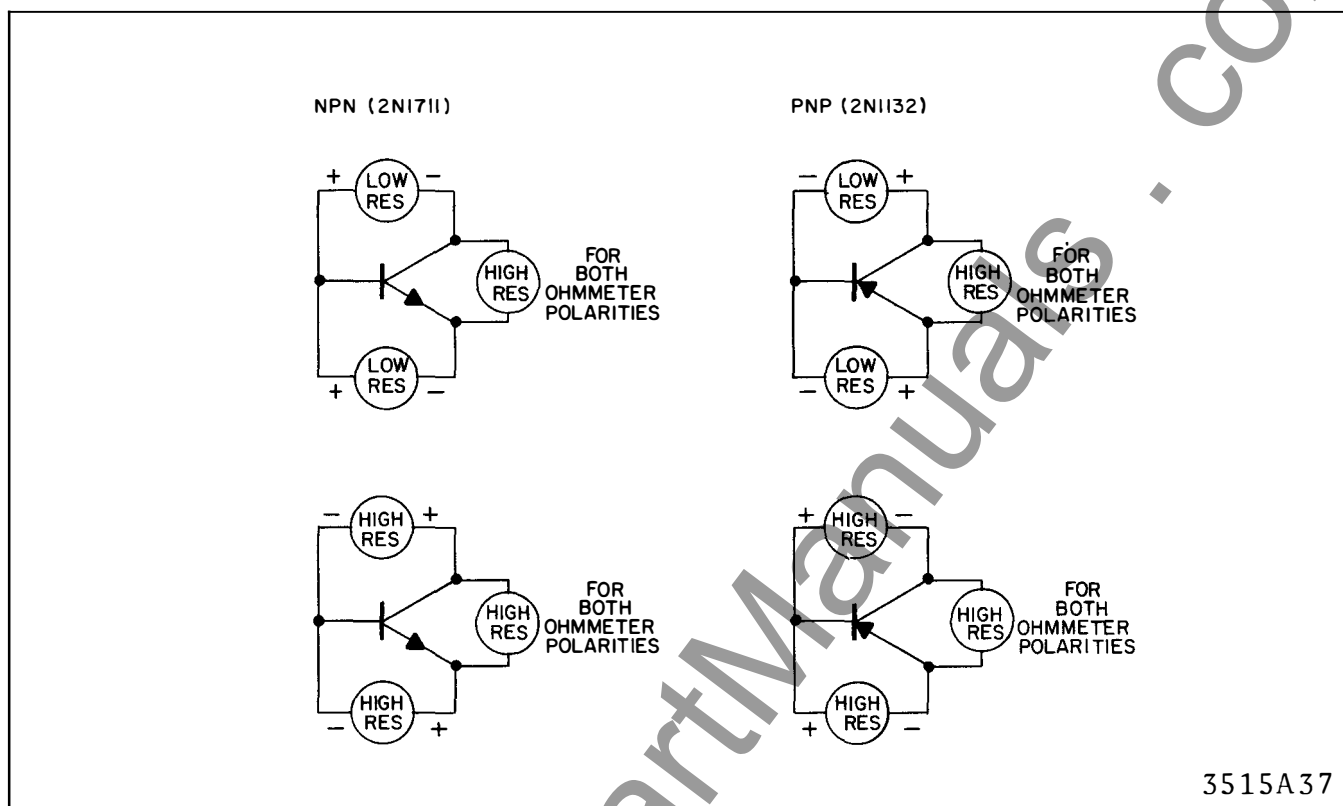 NPN (2N1711)
PNP (2N1132)
+ LOW RES -
- LOW RES +
HIGH RES
FOR BOTH OHMMETER POLARITIES
HIGH RES
FOR BOTH OHMMETER POLARITIES
+ LOW RES -
- LOW RES +
- HIGH RES +
+ HIGH RES -
HIGH RES
FOR BOTH OHMMETER POLARITIES
HIGH RES
FOR BOTH OHMMETER POLARITIES
- HIGH RES +
+ HIGH RES -
3515A37
artManuals . co